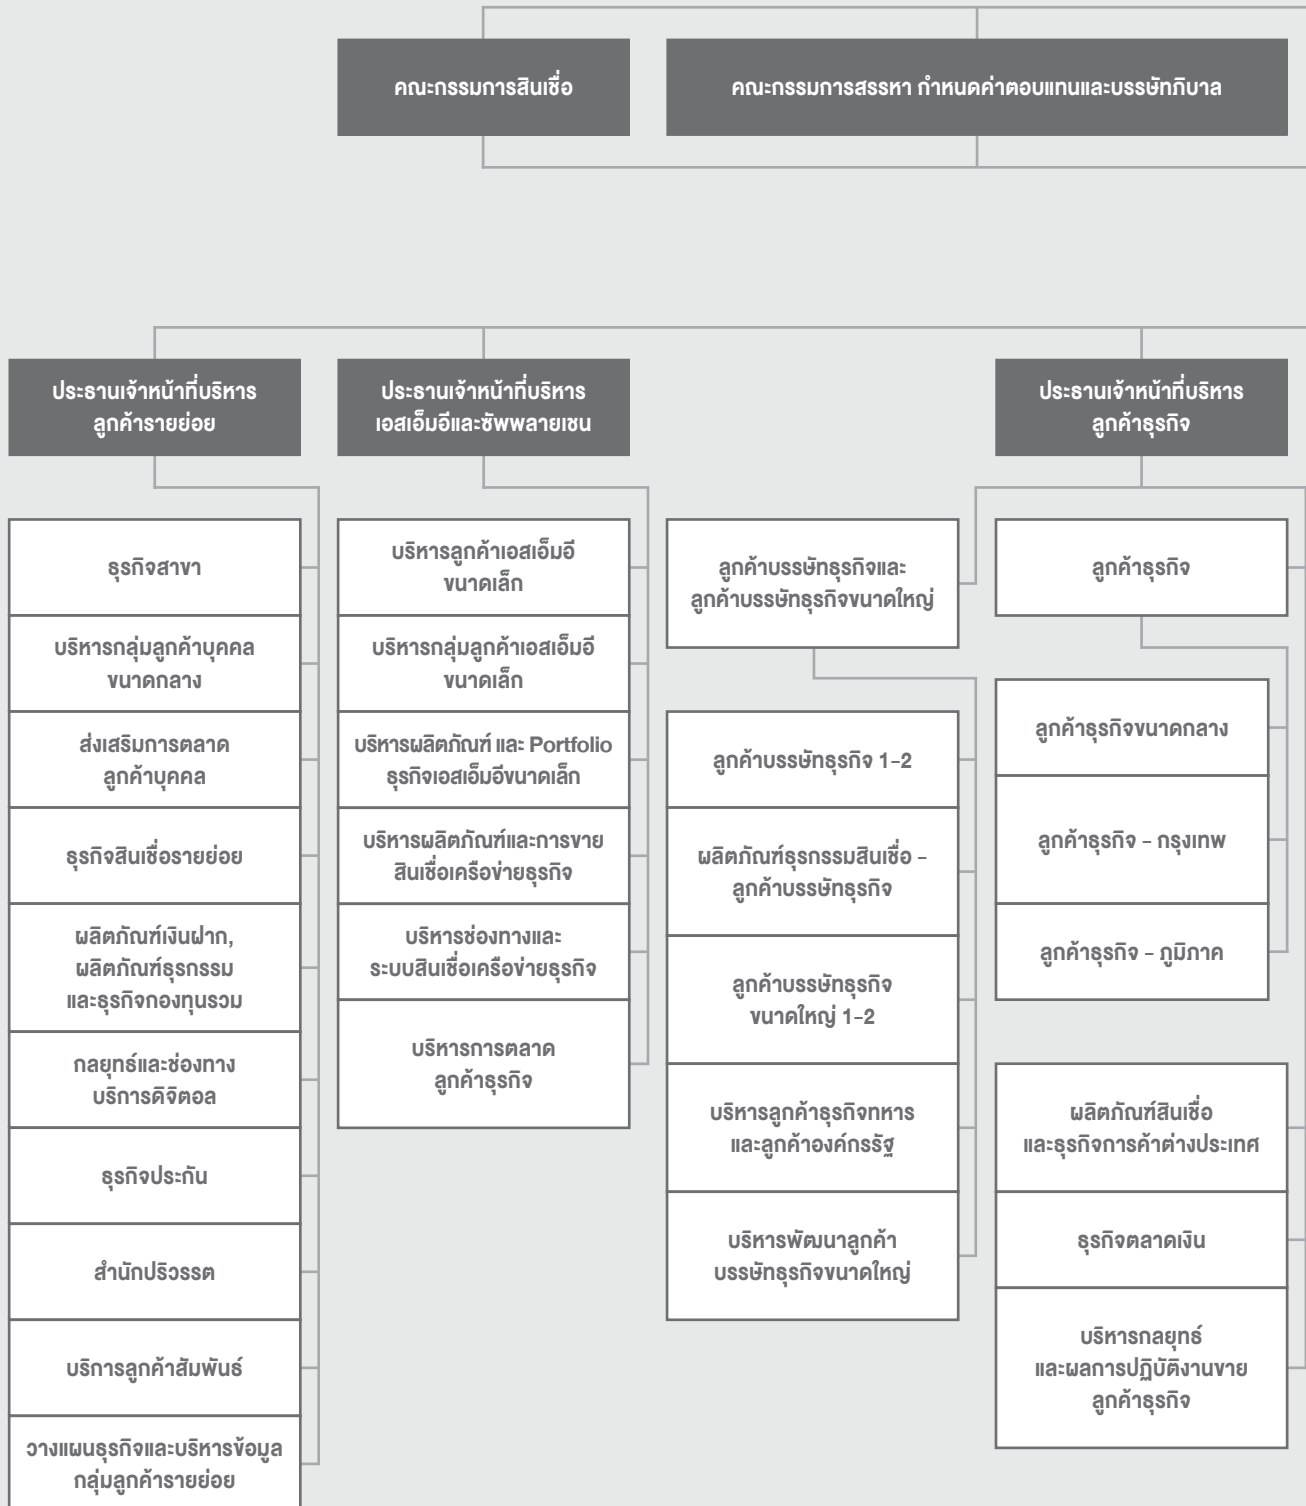 คณะกรรมการสินเชื่อ
คณะกรรมการสรรหา กำหนดค่าตอบแทนและบรรษัทภิบาล
ประธานเจ้าหน้าที่บริหาร
ลูกค้ารายย่อย
ธุรกิจสาขา
บริหารกลุ่มลูกค้าบุคคล
ขนาดกลาง
ส่งเสริมการตลาด
ลูกค้าบุคคล
ธุรกิจสินเชื่อรายย่อย
ผลิตภัณฑ์เงินฝาก,
ผลิตภัณฑ์ธุรกรรม
และธุรกิจกองทุนรวม
กลยุทธ์และช่องทาง
บริการดิจิตอล
ธุรกิจประกัน
สำนักปริวรรต
บริการลูกค้าสัมพันธ์
วางแผนธุรกิจและบริหารข้อมูล
กลุ่มลูกค้ารายย่อย
ประธานเจ้าหน้าที่บริหาร
เอสเอ็มอีและซัพพลายเชน
บริหารลูกค้าเอสเอ็มอี
ขนาดเล็ก
บริหารกลุ่มลูกค้าเอสเอ็มอี
ขนาดเล็ก
บริหารผลิตภัณฑ์ และ Portfolio
ธุรกิจเอสเอ็มอีขนาดเล็ก
บริหารผลิตภัณฑ์และการขาย
สินเชื่อเครือข่ายธุรกิจ
บริหารช่องทางและ
ระบบสินเชื่อเครือข่ายธุรกิจ
บริหารการตลาด
ลูกค้าธุรกิจ
ประธานเจ้าหน้าที่บริหาร
ลูกค้าธุรกิจ
ลูกค้าบรรษัทธุรกิจและ
ลูกค้าบรรษัทธุรกิจขนาดใหญ่
ลูกค้าบรรษัทธุรกิจ 1-2
ผลิตภัณฑ์ธุรกรรมสินเชื่อ -
ลูกค้าบรรษัทธุรกิจ
ลูกค้าบรรษัทธุรกิจ
ขนาดใหญ่ 1-2
บริหารลูกค้าธุรกิจทหาร
และลูกค้าองค์กรรัฐ
บริหารพัฒนาลูกค้า
บรรษัทธุรกิจขนาดใหญ่
ลูกค้าธุรกิจ
ลูกค้าธุรกิจขนาดกลาง
ลูกค้าธุรกิจ - กรุงเทพ
ลูกค้าธุรกิจ - ภูมิภาค
ผลิตภัณฑ์สินเชื่อ
และธุรกิจการค้าต่างประเทศ
ธุรกิจตลาดเงิน
บริหารกลยุทธ์
และผลการปฏิบัติงานขาย
ลูกค้าธุรกิจ